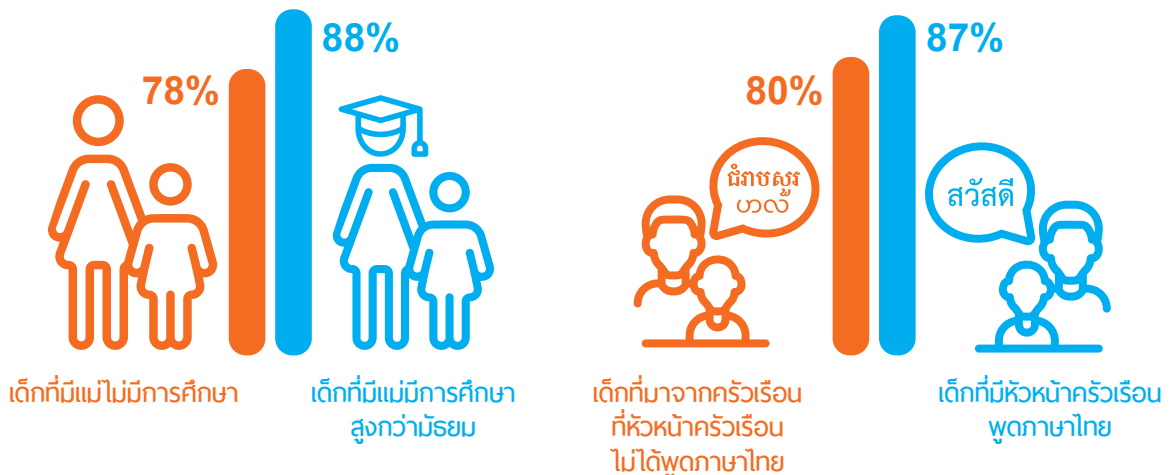 88%
78%
เด็กที่มีแม่ไม่มีการศึกษา
เด็กที่มีแม่มีการศึกษา
สูงกว่ามัธยม
87%
80%
ជំរាបសួរ
สวัสดี
เด็กที่มาจากครัวเรือน
ที่หัวหน้าครัวเรือน
ไม่ได้พูดภาษาไทย
เด็กที่มีหัวหน้าครัวเรือน
พูดภาษาไทย